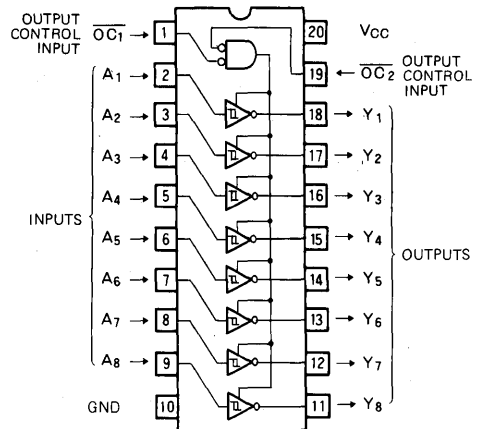 OUTPUT
CONTROL
INPUT
OC1
1
20
VCC
A1
2
19
OC2
OUTPUT
CONTROL
INPUT
A2
3
18
Y1
A3
4
17
Y2
A4
5
16
Y3
INPUTS
A5
6
15
Y4
OUTPUTS
A6
7
14
Y5
A7
8
13
Y6
A8
9
12
Y7
GND
10
11
Y8